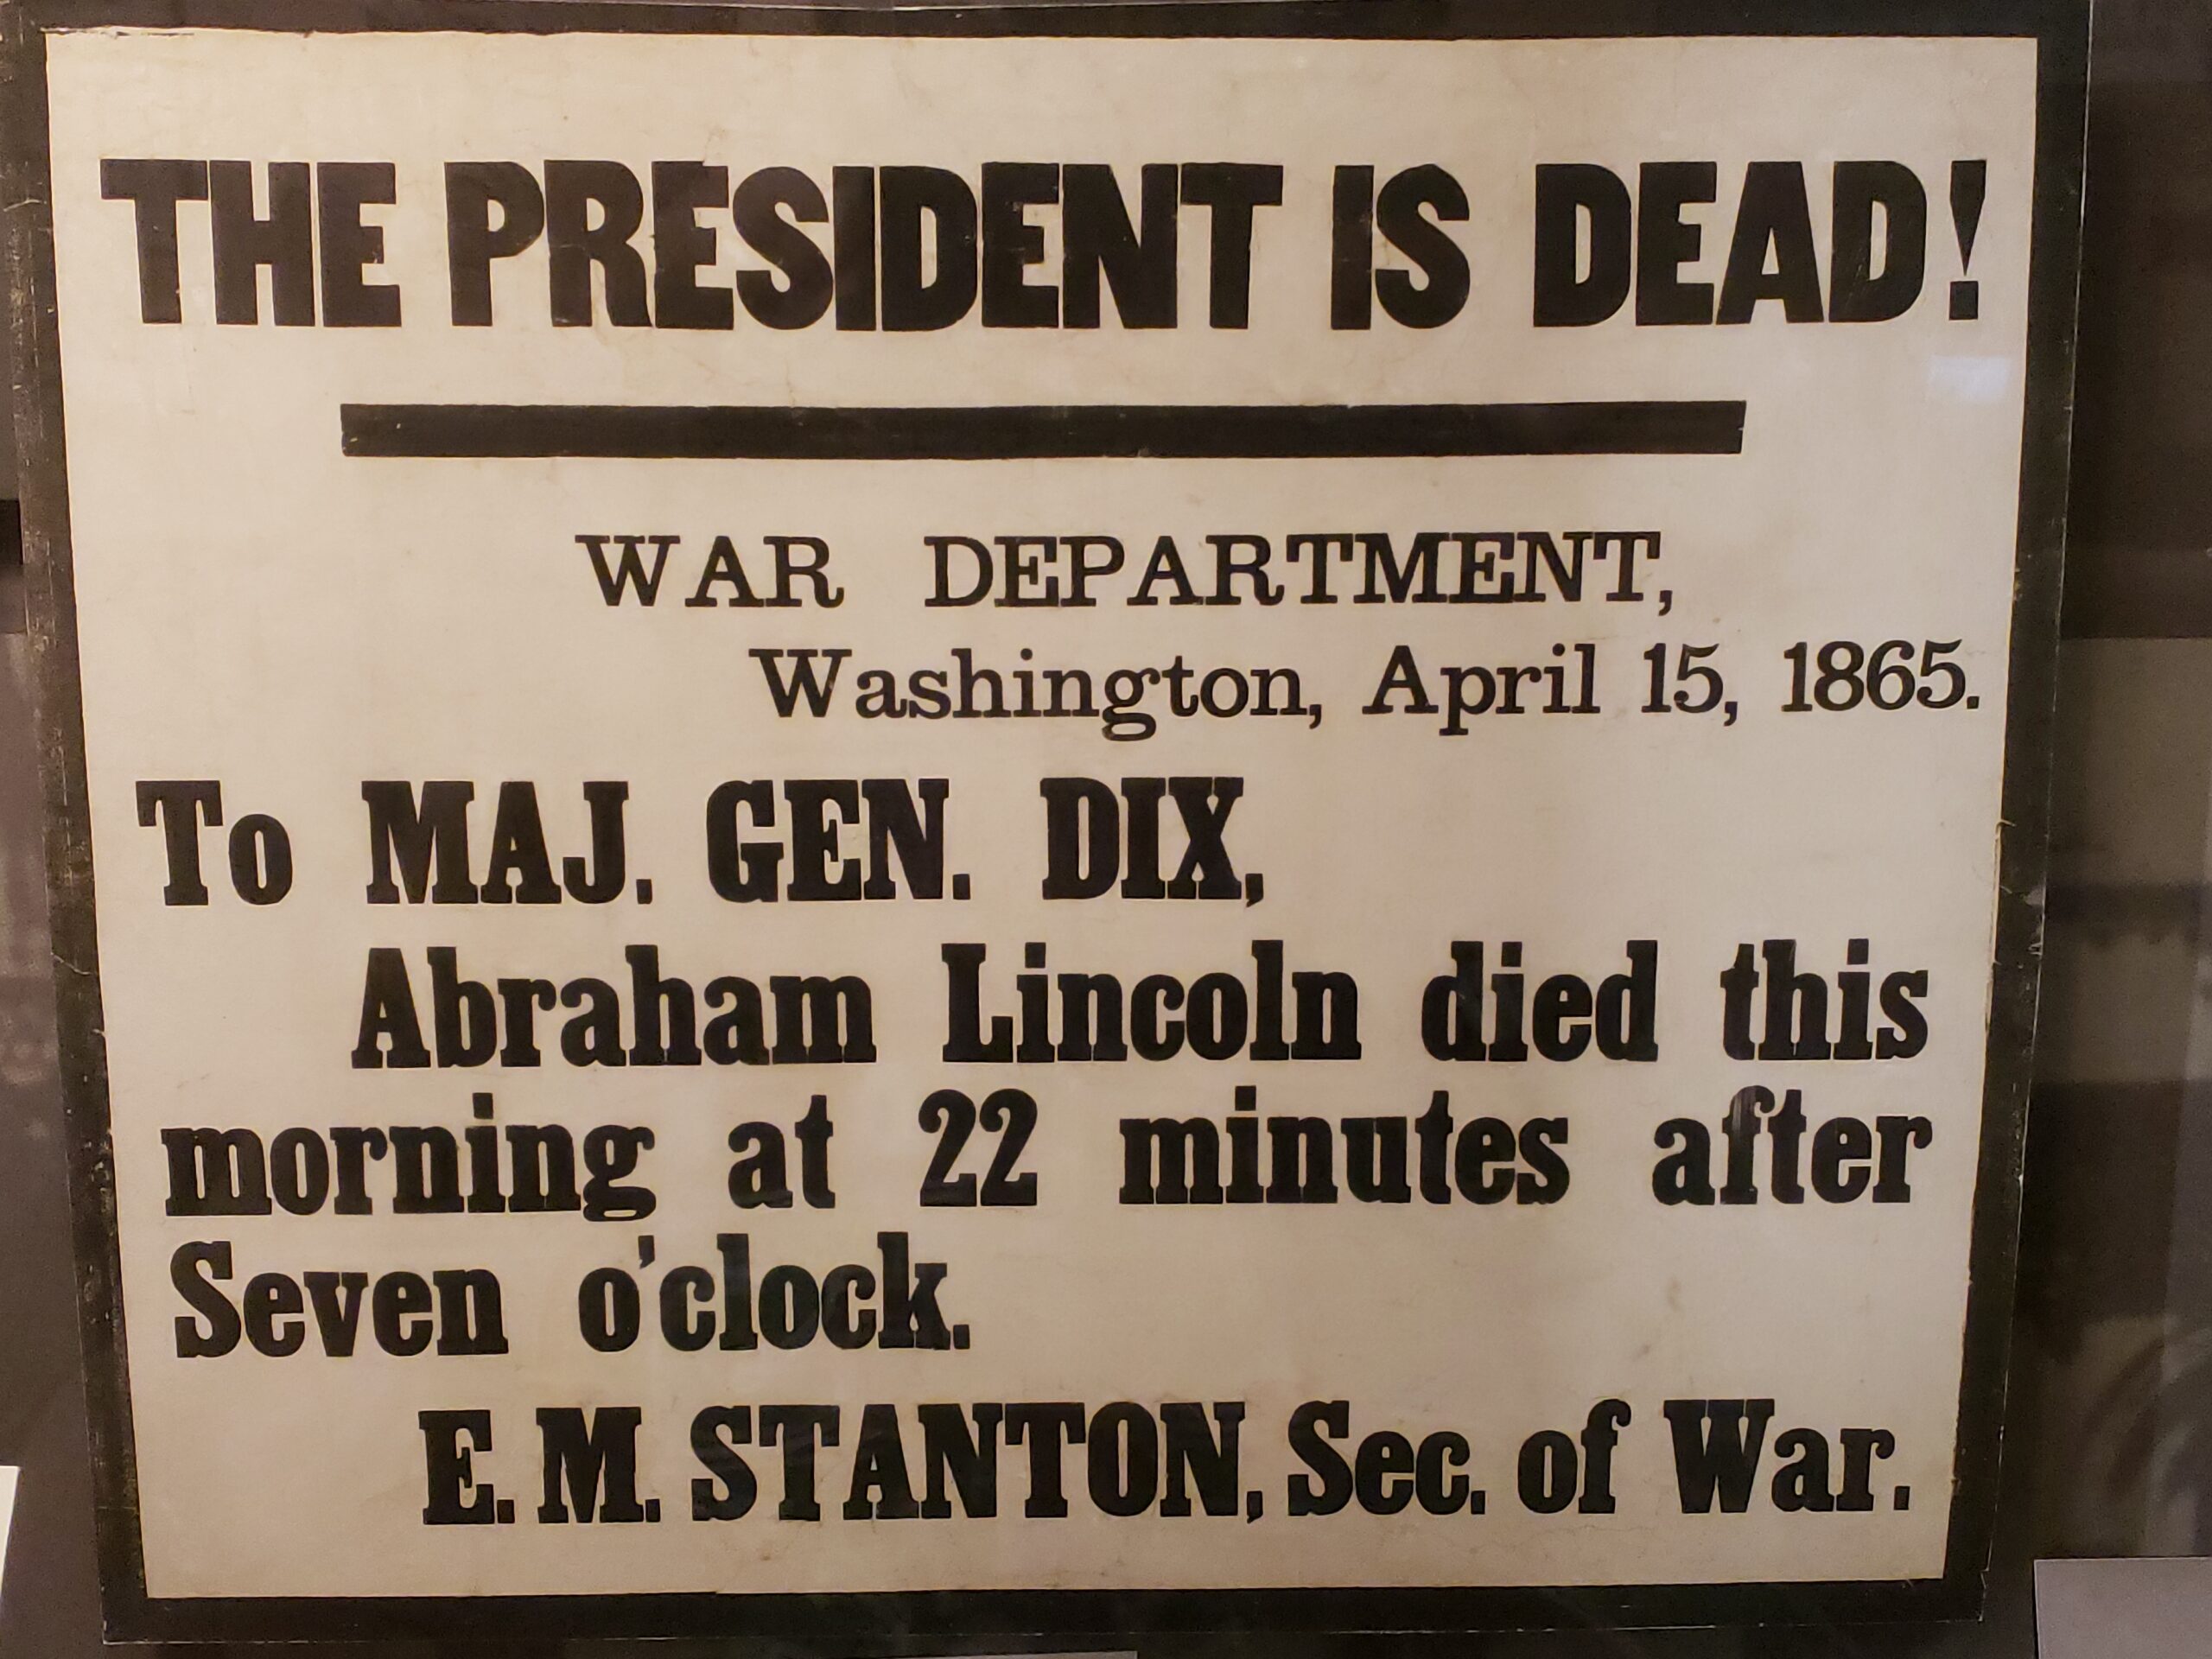 THE PRESIDENT IS DEAD!
WAR DEPARTMENT,
Washington, April 15, 1865.
To MAJ. GEN. DIX,
Abraham Lincoln died this
morning at 22 minutes after
Seven o'clock.
E. M. STANTON, Sec. of War.